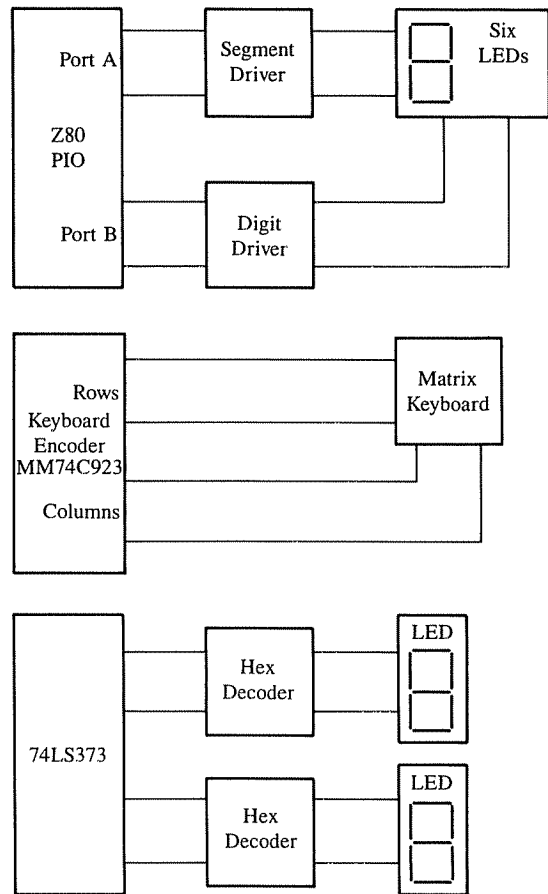 Port A
Z80
PIO
Port B
Segment
Driver
Digit
Driver
Six
LEDs
Rows
Keyboard
Encoder
MM74C923
Columns
Matrix
Keyboard
74LS373
Hex
Decoder
LED
Hex
Decoder
LED